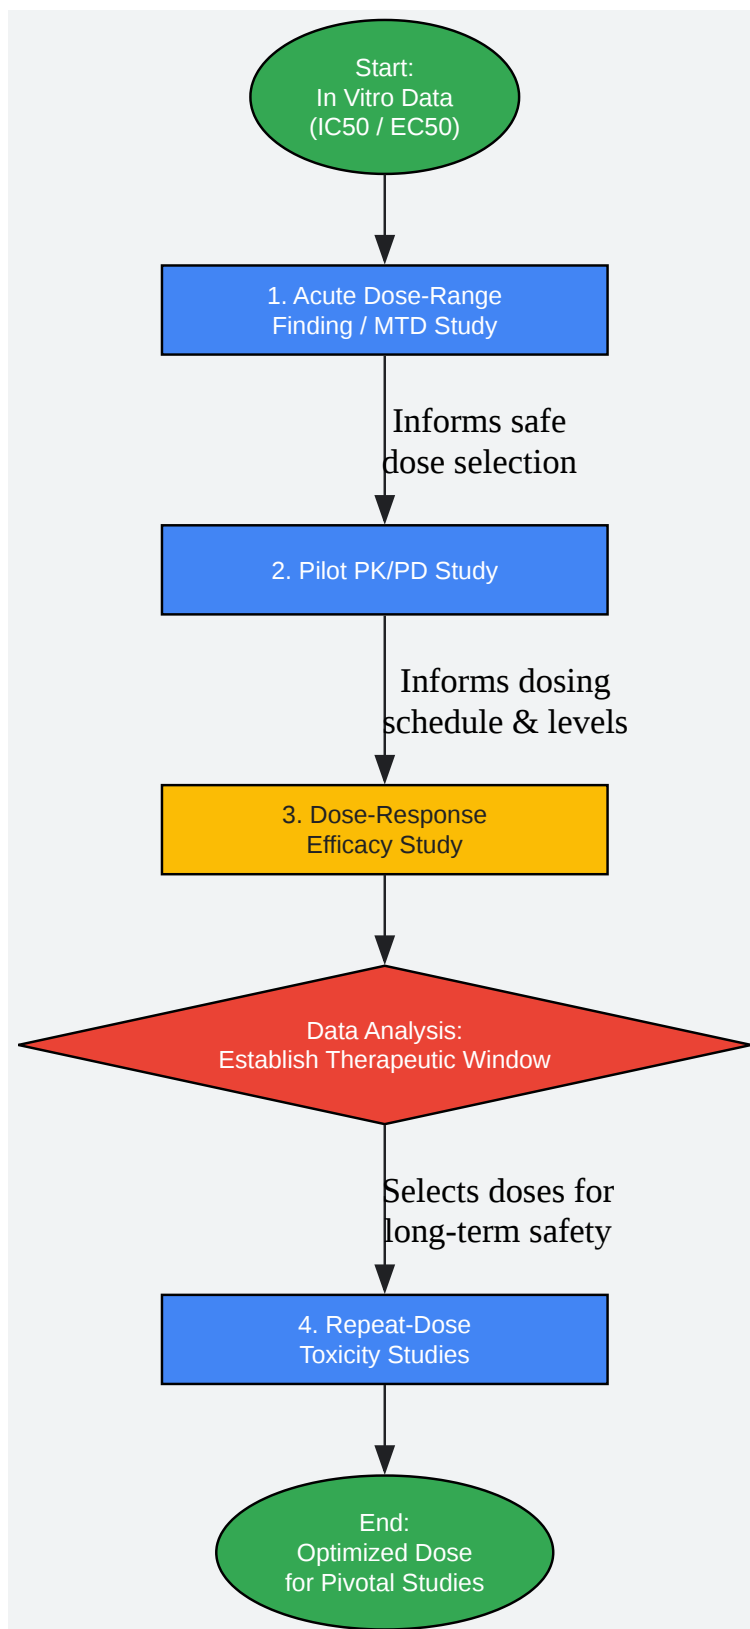 Start:
In Vitro Data
(IC50 / EC50)
1. Acute Dose-Range
Finding / MTD Study
Informs safe
dose selection
2. Pilot PK/PD Study
Informs dosing
schedule & levels
3. Dose-Response
Efficacy Study
Data Analysis:
Establish Therapeutic Window
Selects doses for
long-term safety
4. Repeat-Dose
Toxicity Studies
End:
Optimized Dose
for Pivotal Studies